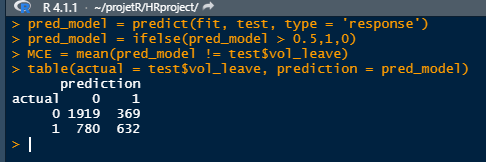 R 4.1.1 · ~/projetR/HRproject/
> pred_model = predict(fit, test, type = 'response')
> pred_model = ifelse(pred_model > 0.5,1,0)
> MCE = mean(pred_model != test$vol_leave)
> table(actual = test$vol_leave, prediction = pred_model)
      prediction
actual    0    1
     0 1919  369
     1  780  632
>